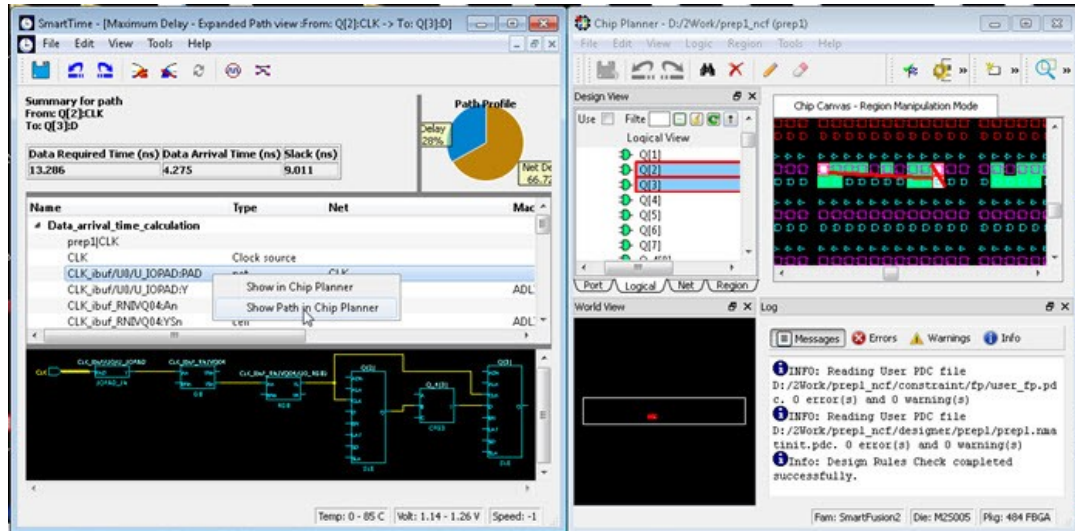 SmartTime - [Maximum Delay - Expanded Path view :From: Q[2]:CLK -> To: Q[3]:D]
File Edit View Tools Help
Summary for path
From: Q[2]:CLK
To: Q[3]:D
Data Required Time (ns) Data Arrival Time (ns) Slack (ns)
13.286 4.275 9.011
Path Profile
Delay
28%
Net De
66.72
Name Type Net Mac
Data_arrival_time_calculation
prep1|CLK
CLK Clock source
CLK_ibuf/U0/U_IOPAD:PAD net CLK
CLK_ibuf/U0/U_IOPAD:Y ADL
CLK_ibuf_RNIVQ04:An
CLK_ibuf_RNIVQ04:YSn cell ADL
Show in Chip Planner
Show Path in Chip Planner
Temp: 0 - 85 C Volt: 1.14 - 1.26 V Speed: -1
Chip Planner - D:/2Work/prep1_ncf (prep1)
File Edit View Logic Region Tools Help
Design View
Use Filte
Logical View
Q[1]
Q[2]
Q[3]
Q[4]
Q[5]
Q[6]
Q[7]
Port Logical Net Region
Chip Canvas - Region Manipulation Mode
World View
Log
Messages Errors Warnings Info
INFO: Reading User PDC file
D:/2Work/prep1_ncf/constraint/fp/user_fp.pd
c. 0 error(s) and 0 warning(s)
INFO: Reading User PDC file
D:/2Work/prep1_ncf/designer/prep1/prep1.nma
tinit.pdc. 0 error(s) and 0 warning(s)
Info: Design Rules Check completed
successfully.
Fam: SmartFusion2 Die: M2S005 Pkg: 484 FBGA